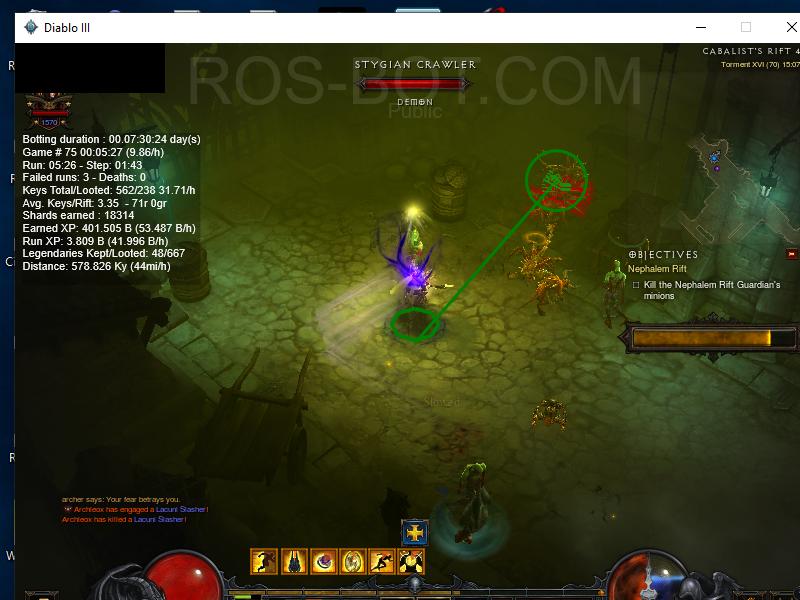 Diablo III
CABALIST'S RIFT 4
STYGIAN CRAWLER
Torment XVI (70) 15:07
ROS-BOT.COM
DEMON
Public
1570
Botting duration : 00.07:30:24 day(s)
Game # 75 00:05:27 (9.86/h)
Run: 05:26 - Step: 01:43
Failed runs: 3 - Deaths: 0
Keys Total/Looted: 562/238 31.71/h
Avg. Keys/Rift: 3.35 - 71r 0gr
Shards earned : 18314
Earned XP: 401.505 B (53.487 B/h)
Run XP: 3.809 B (41.996 B/h)
Legendaries Kept/Looted: 48/667
Distance: 578.826 Ky (44mi/h)
OBJECTIVES
Nephalem Rift
Kill the Nephalem Rift Guardian's
minions
Slowed
archer says: Your fear betrays you.
Archleox has engaged a Lacuni Slasher!
Archleox has killed a Lacuni Slasher!